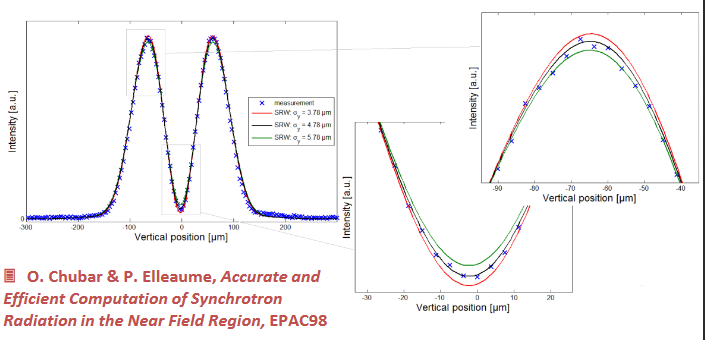 Intensity [a.u.]
0
-300 -200 -100 0 100 200
Vertical position [µm]
measurement
SRW: σy = 3.78 µm
SRW: σy = 4.78 µm
SRW: σy = 5.78 µm
Intensity [a.u.]
-90 -80 -70 -60 -50 -40
Vertical position [µm]
Intensity [a.u.]
-30 -20 -10 0 10 20
Vertical position [µm]
O. Chubar & P. Elleaume, Accurate and
Efficient Computation of Synchrotron
Radiation in the Near Field Region, EPAC98